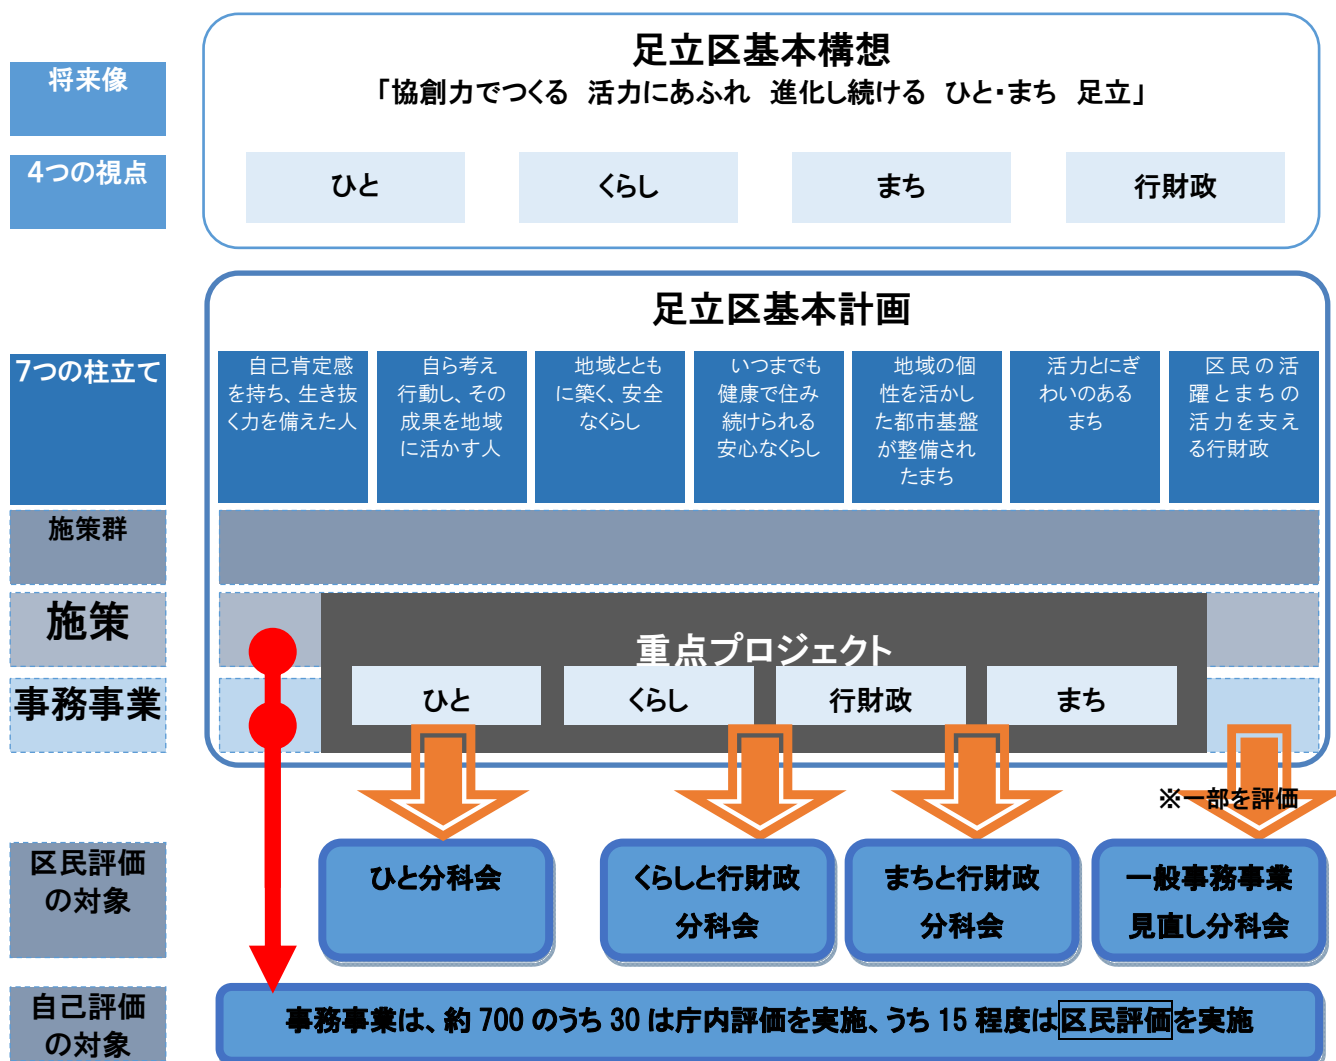 足立区基本構想
将来像
「協創力でつくる 活力にあふれ 進化し続ける ひと・まち 足立」
4つの視点
ひと
くらし
まち
行財政
足立区基本計画
7つの柱立て
自己肯定感
を持ち、生き抜
く力を備えた人
自ら考え
行動し、その
成果を地域
に活かす人
地域ととも
に築く、安全
なくらし
いつまでも
健康で住み
続けられる
安心なくらし
地域の個
性を活かし
た都市基盤
が整備され
たまち
活力とにぎ
わいのある
まち
区民の活
躍とまちの
活力を支え
る行財政
施策群
施策
重点プロジェクト
事務事業
ひと
くらし
行財政
まち
※一部を評価
区民評価
の対象
ひと分科会
くらしと行財政
分科会
まちと行財政
分科会
一般事務事業
見直し分科会
自己評価
の対象
事務事業は、約 700 のうち 30 は庁内評価を実施、うち 15 程度は区民評価を実施